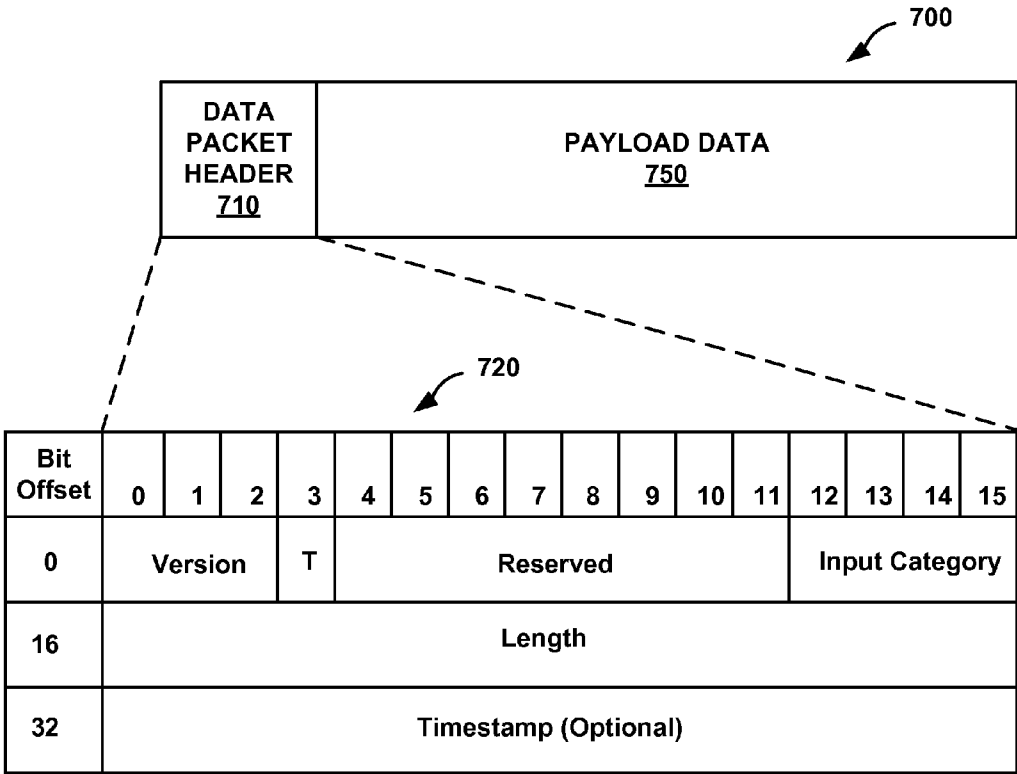 700
DATA
PACKET
HEADER
710
PAYLOAD DATA
750
720
Bit
Offset 0 1 2 3 4 5 6 7 8 9 10 11 12 13 14 15
0 Version T Reserved Input Category
16 Length
32 Timestamp (Optional)